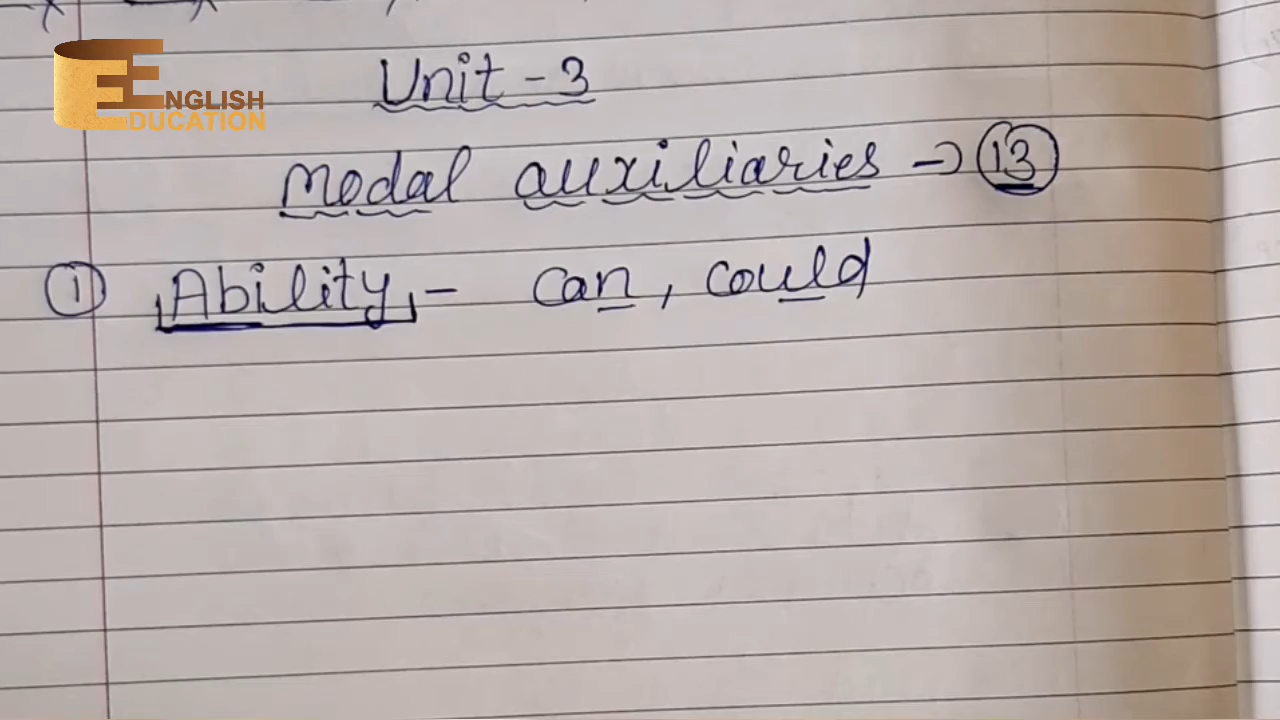 ENGLISH
EDUCATION
Unit - 3
Modal auxiliaries → 13
① Ability - can, could